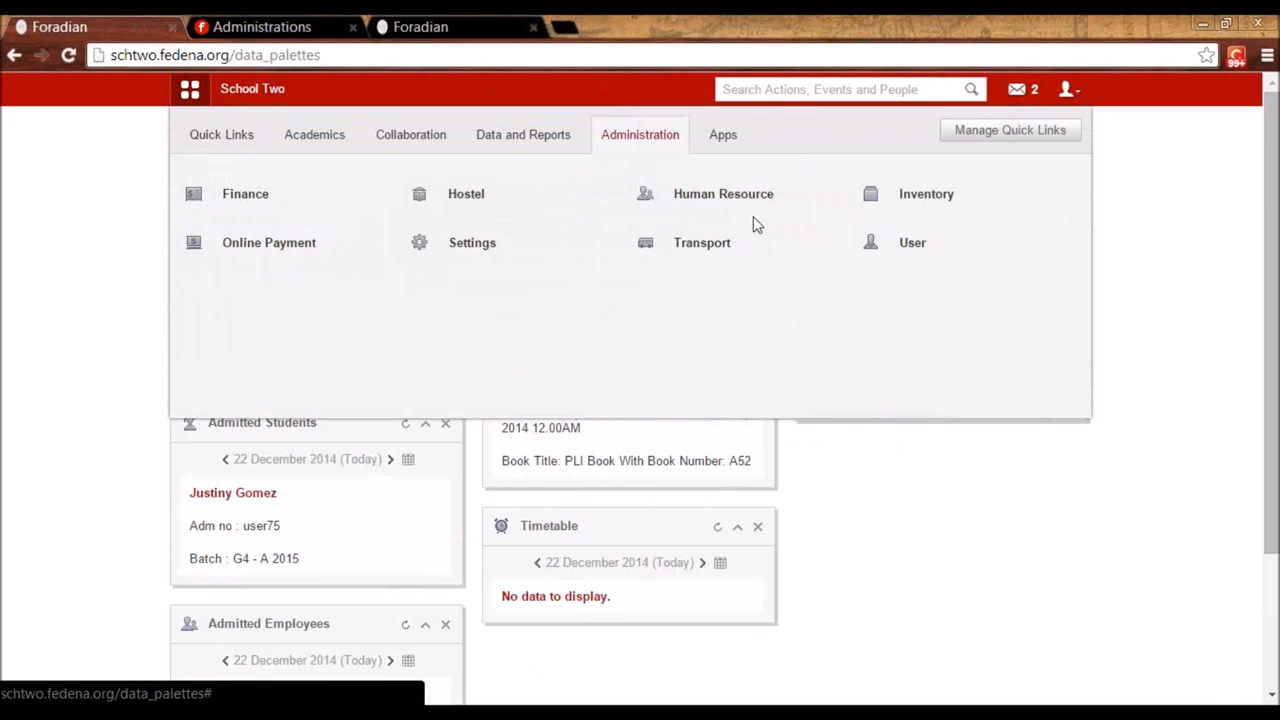 Foradian
Administrations
Foradian
schtwo.fedena.org/data_palettes
99+
School Two
Search Actions, Events and People
2
Quick Links
Academics
Collaboration
Data and Reports
Administration
Apps
Manage Quick Links
Finance
Hostel
Human Resource
Inventory
Online Payment
Settings
Transport
User
Admitted Students
22 December 2014 (Today)
Justiny Gomez
Adm no : user75
Batch : G4 - A 2015
2014 12.00AM
Book Title: PLI Book With Book Number: A52
Timetable
22 December 2014 (Today)
No data to display.
Admitted Employees
22 December 2014 (Today)
schtwo.fedena.org/data_palettes#